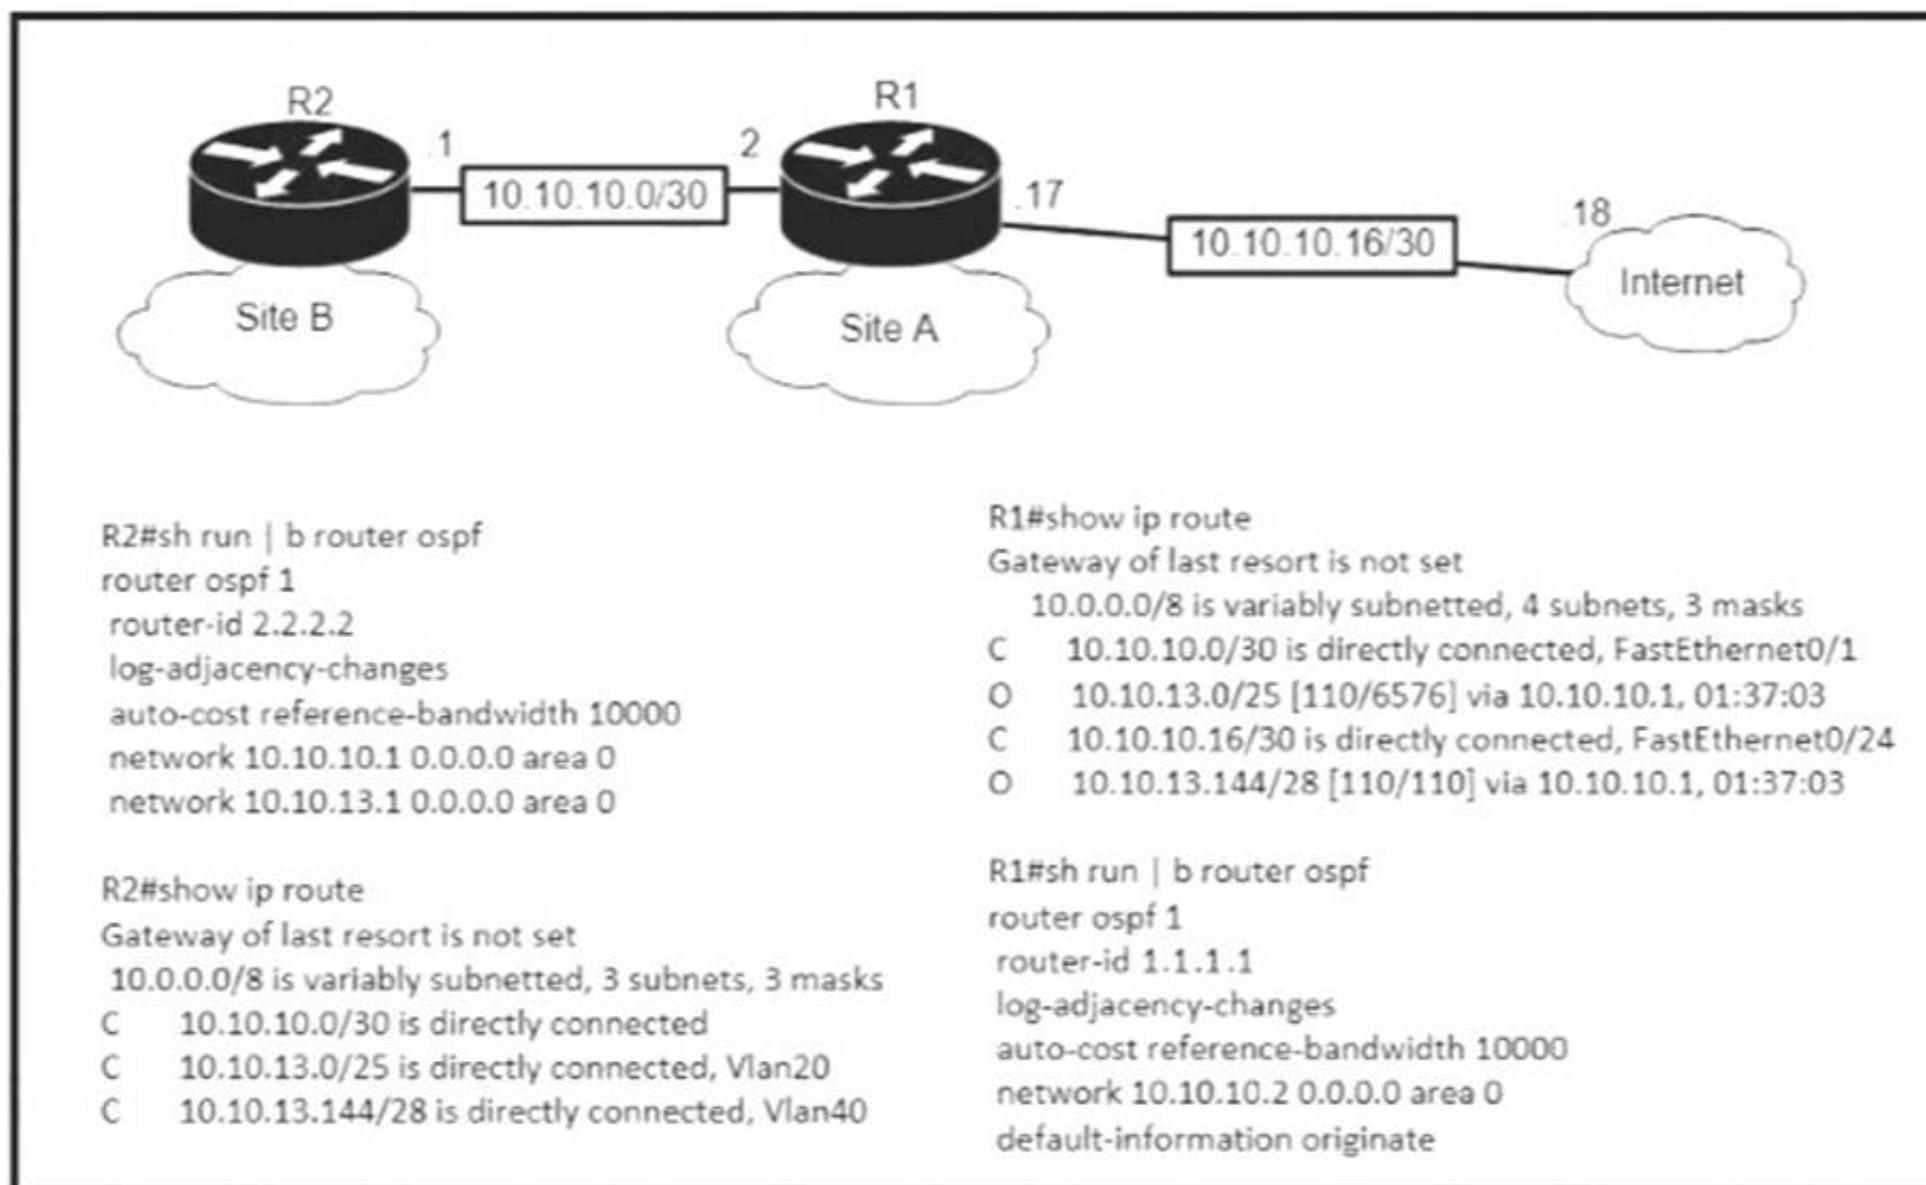 R2
R1
.1
2
10.10.10.0/30
.17
10.10.10.16/30
.18
Internet
Site B
Site A
R2#sh run | b router ospf
router ospf 1
router-id 2.2.2.2
log-adjacency-changes
auto-cost reference-bandwidth 10000
network 10.10.10.1 0.0.0.0 area 0
network 10.10.13.1 0.0.0.0 area 0
R2#show ip route
Gateway of last resort is not set
10.0.0.0/8 is variably subnetted, 3 subnets, 3 masks
C 10.10.10.0/30 is directly connected
C 10.10.13.0/25 is directly connected, Vlan20
C 10.10.13.144/28 is directly connected, Vlan40
R1#show ip route
Gateway of last resort is not set
10.0.0.0/8 is variably subnetted, 4 subnets, 3 masks
C 10.10.10.0/30 is directly connected, FastEthernet0/1
O 10.10.13.0/25 [110/6576] via 10.10.10.1, 01:37:03
C 10.10.10.16/30 is directly connected, FastEthernet0/24
O 10.10.13.144/28 [110/110] via 10.10.10.1, 01:37:03
R1#sh run | b router ospf
router ospf 1
router-id 1.1.1.1
log-adjacency-changes
auto-cost reference-bandwidth 10000
network 10.10.10.2 0.0.0.0 area 0
default-information originate